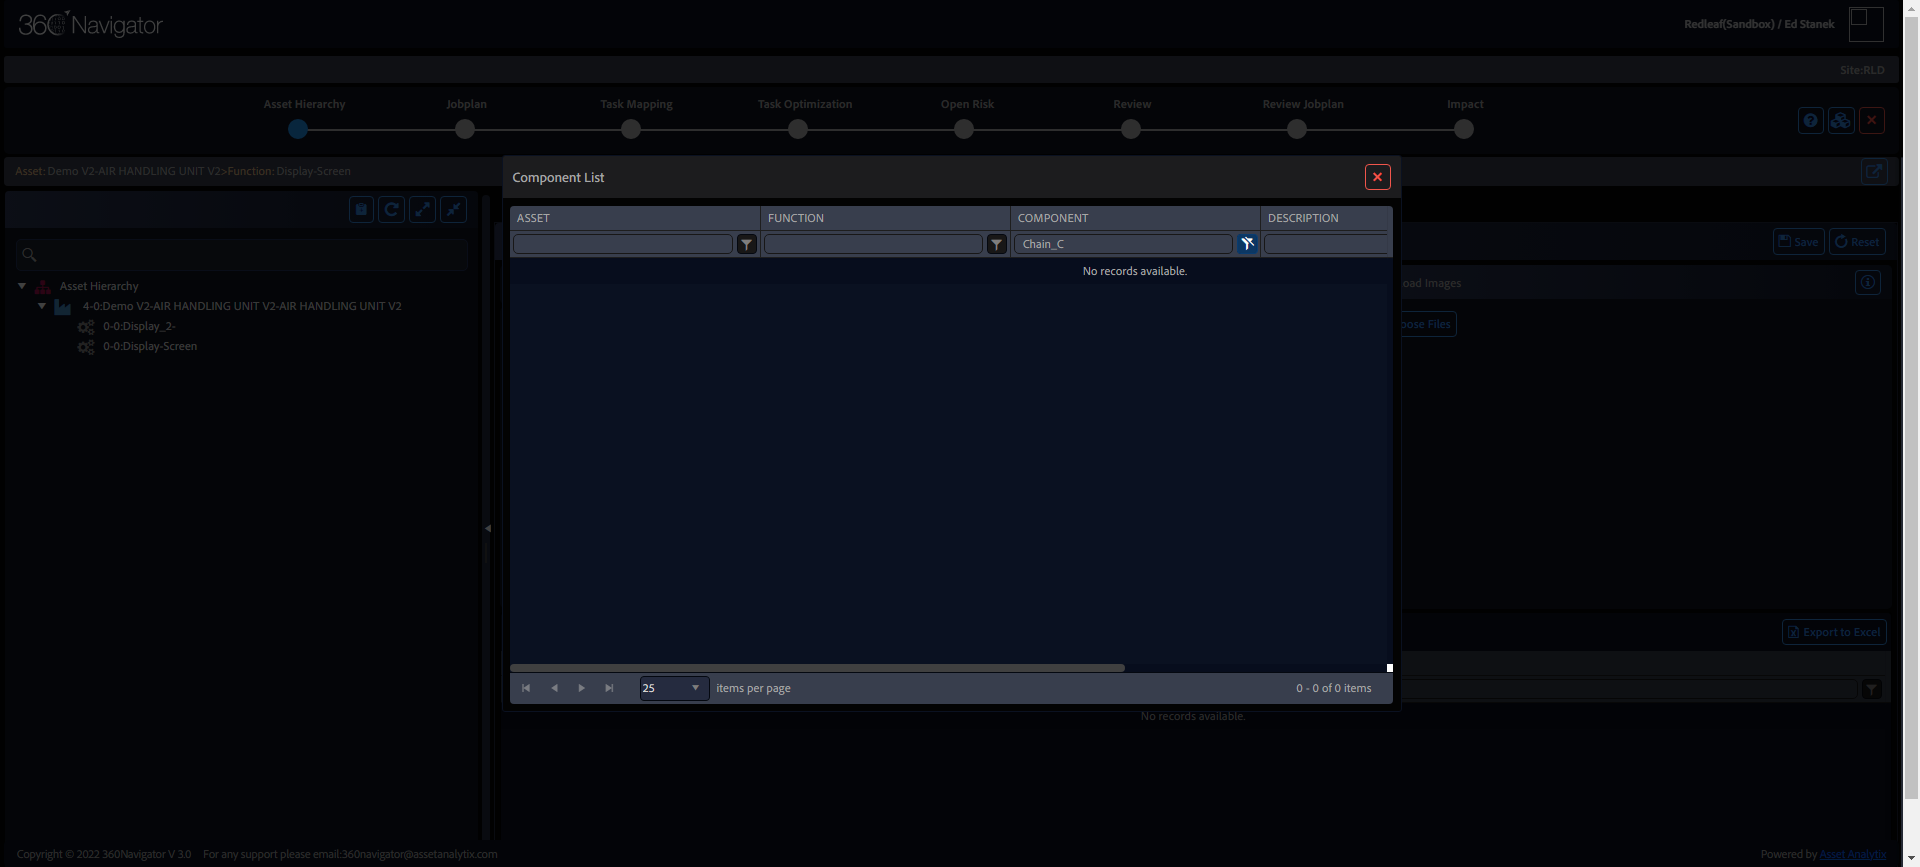 360 Navigator
Redleaf(Sandbox) / Ed Stanek
Site:RLD
Asset Hierarchy
Jobplan
Task Mapping
Task Optimization
Open Risk
Review
Review Jobplan
Impact
Asset: Demo V2-AIR HANDLING UNIT V2>Function: Display-Screen
Component List
ASSET
FUNCTION
COMPONENT
DESCRIPTION
Chain_C
No records available.
Save
Reset
oad Images
oose Files
Asset Hierarchy
4-0:Demo V2-AIR HANDLING UNIT V2-AIR HANDLING UNIT V2
0-0:Display_2-
0-0:Display-Screen
Export to Excel
25
items per page
0 - 0 of 0 items
No records available.
Copyright © 2022 360Navigator V 3.0
For any support please email:360navigator@assetanalytix.com
Powered by Asset Analytix